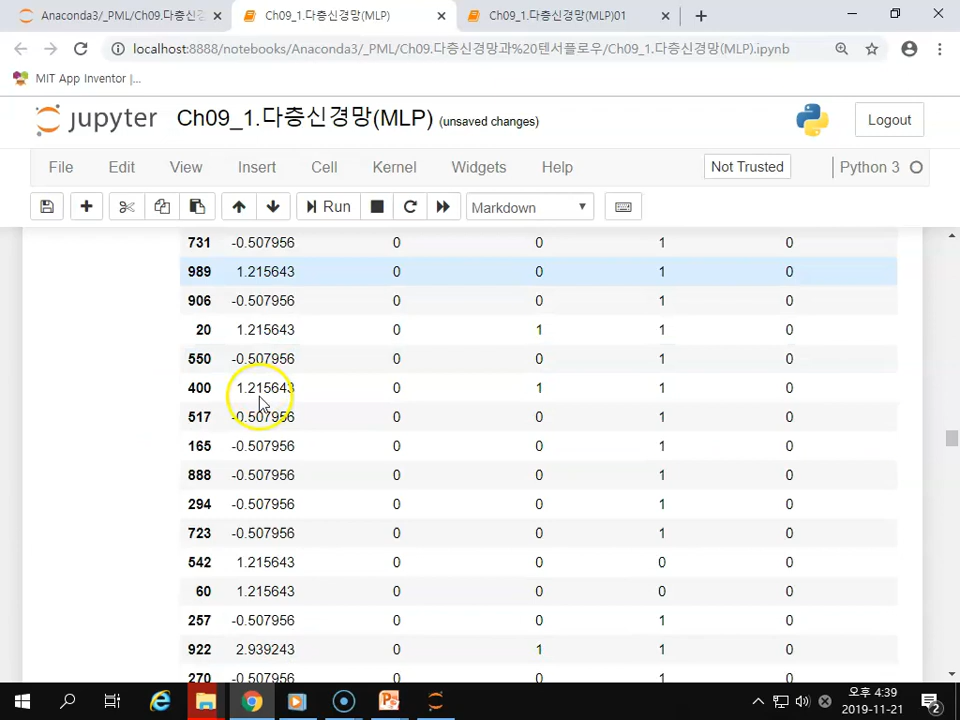 Anaconda3/_PML/Ch09.다층신경
Ch09_1.다층신경망(MLP)
Ch09_1.다층신경망(MLP)01
localhost:8888/notebooks/Anaconda3/_PML/Ch09.다층신경망과%20텐서플로우/Ch09_1.다층신경망(MLP).ipynb
MIT App Inventor |...
jupyter Ch09_1.다층신경망(MLP) (unsaved changes)
Logout
File Edit View Insert Cell Kernel Widgets Help Not Trusted Python 3
Run Markdown
731 -0.507956 0 0 1 0
989 1.215643 0 0 1 0
906 -0.507956 0 0 1 0
20 1.215643 0 1 1 0
550 -0.507956 0 0 1 0
400 1.215643 0 1 1 0
517 -0.507956 0 0 1 0
165 -0.507956 0 0 1 0
888 -0.507956 0 0 1 0
294 -0.507956 0 0 1 0
723 -0.507956 0 0 1 0
542 1.215643 0 0 0 0
60 1.215643 0 0 0 0
257 -0.507956 0 0 1 0
922 2.939243 0 1 1 0
270 -0.507956 0 0 1 0
오후 4:39
2019-11-21
2